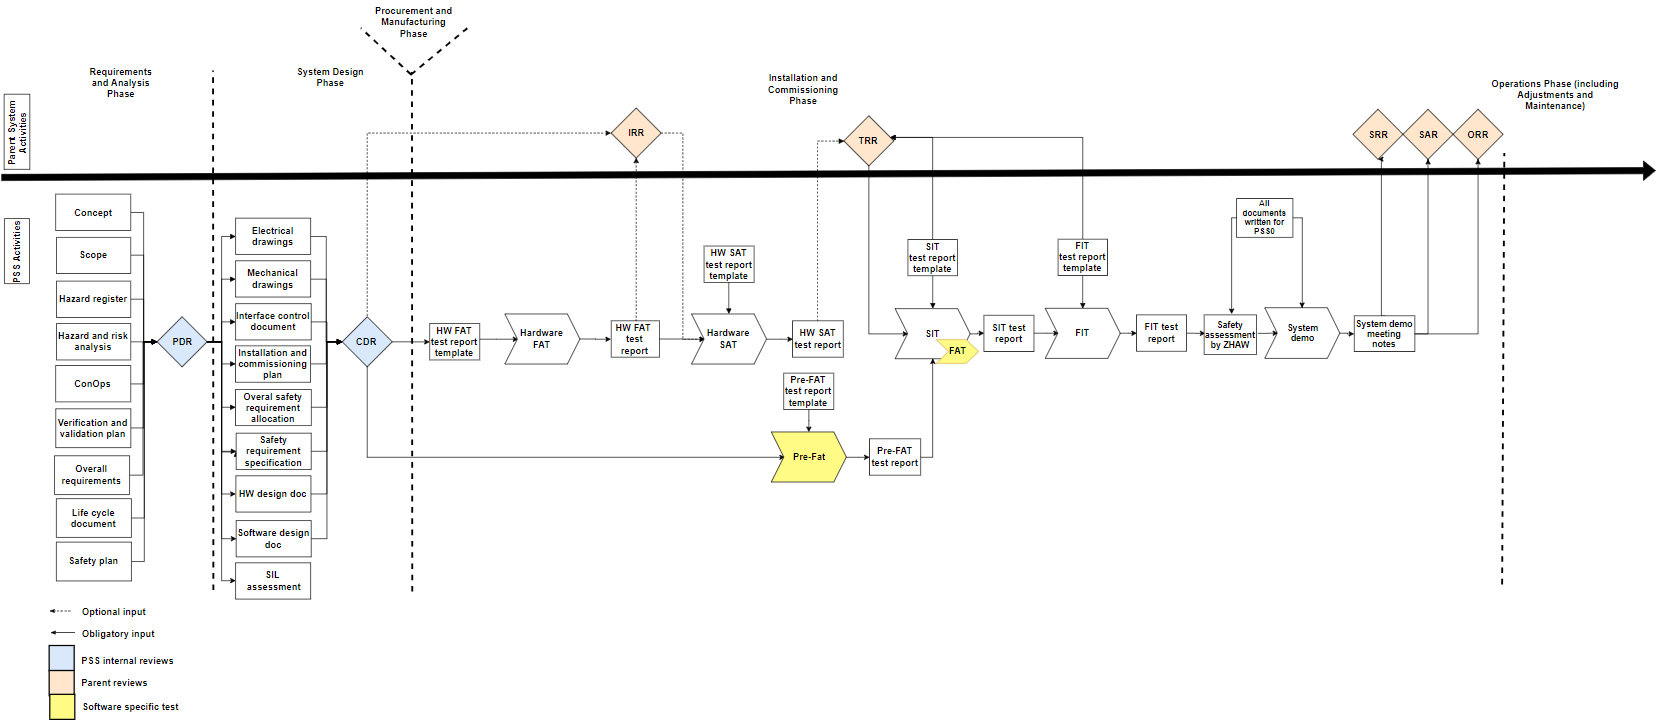 Procurement and
Manufacturing
Phase
Requirements
and Analysis
Phase
System Design
Phase
Installation and
Commissioning
Phase
Operations Phase (including
Adjustments and
Maintenance)
Parent System
Activities
IRR
TRR
SRR
SAR
ORR
PSS Activities
Concept
Scope
Hazard register
Hazard and risk
analysis
ConOps
Verification and
validation plan
Overall
requirements
Life cycle
document
Safety plan
PDR
Electrical
drawings
Mechanical
drawings
Interface control
document
Installation and
commissioning
plan
Overal safety
requirement
allocation
Safety
requirement
specification
HW design doc
Software design
doc
SIL
assessment
CDR
HW FAT
test report
template
Hardware
FAT
HW FAT
test
report
HW SAT
test report
template
Hardware
SAT
HW SAT
test report
Pre-FAT
test report
template
Pre-Fat
Pre-FAT
test report
SIT
test report
template
SIT
FAT
SIT test
report
FIT
test report
template
FIT
FIT test
report
All
documents
written for
PSS0
Safety
assessment
by ZHAW
System
demo
System demo
meeting
notes
Optional input
Obligatory input
PSS internal reviews
Parent reviews
Software specific test